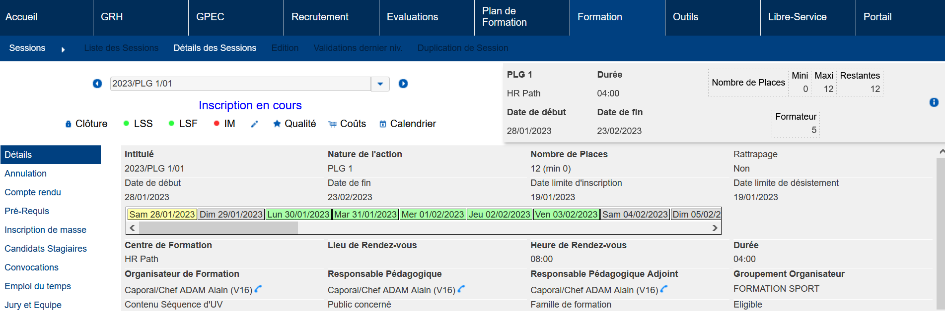 Accueil GRH GPEC Recrutement Evaluations Plan de Formation Formation Outils Libre-Service Portail
Sessions Liste des Sessions Détails des Sessions Edition Validations dernier niv. Duplication de Session
2023/PLG 1/01
Inscription en cours
Clôture LSS LSF IM Qualité Coûts Calendrier
PLG 1 Durée
HR Path 04:00
Date de début Date de fin
28/01/2023 23/02/2023
Nombre de Places Mini Maxi Restantes
0 12 12
Formateur
5
Détails
Annulation
Compte rendu
Pré-Requis
Inscription de masse
Candidats Stagiaires
Convocations
Emploi du temps
Jury et Equipe
Intitulé Nature de l'action Nombre de Places Rattrapage
2023/PLG 1/01 PLG 1 12 (min 0) Non
Date de début Date de fin Date limite d'inscription Date limite de désistement
28/01/2023 23/02/2023 19/01/2023 19/01/2023
Sam 28/01/2023 Dim 29/01/2023 Lun 30/01/2023 Mar 31/01/2023 Mer 01/02/2023 Jeu 02/02/2023 Ven 03/02/2023 Sam 04/02/2023 Dim 05/02/2
Centre de Formation Lieu de Rendez-vous Heure de Rendez-vous Durée
HR Path 08:00 04:00
Organisateur de Formation Responsable Pédagogique Responsable Pédagogique Adjoint Groupement Organisateur
Caporal/Chef ADAM Alain (V16) Caporal/Chef ADAM Alain (V16) Caporal/Chef ADAM Alain (V16) FORMATION SPORT
Contenu Séquence d'UV Public concerné Famille de formation Eligible